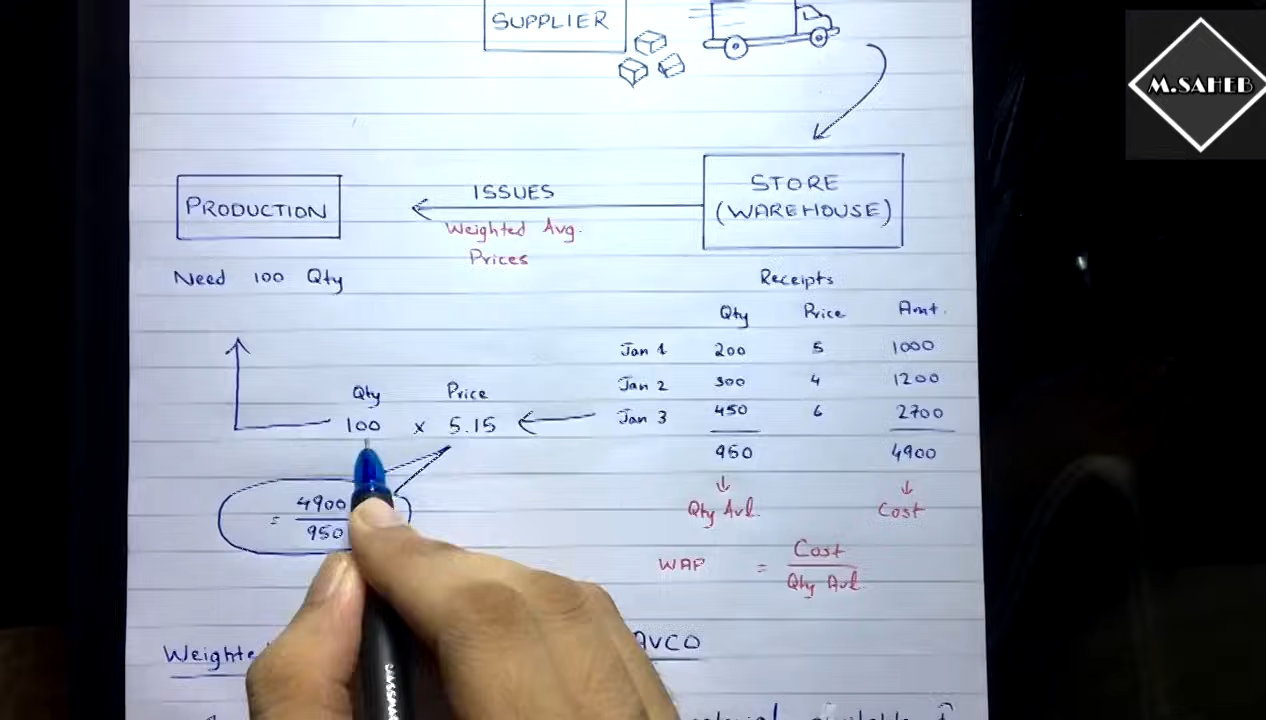 SUPPLIER
M.SAHEB
PRODUCTION
ISSUES
Weighted Avg.
Prices
STORE
(WAREHOUSE)
Need 100 Qty
Receipts
Qty Price Amt.
Jan 1 200 5 1000
Jan 2 300 4 1200
Jan 3 450 6 2700
950 4900
Qty Avl. Cost
Qty Price
100 x 5.15
= 4900
950
WAP = Cost
Qty Avl.
AVCO
available